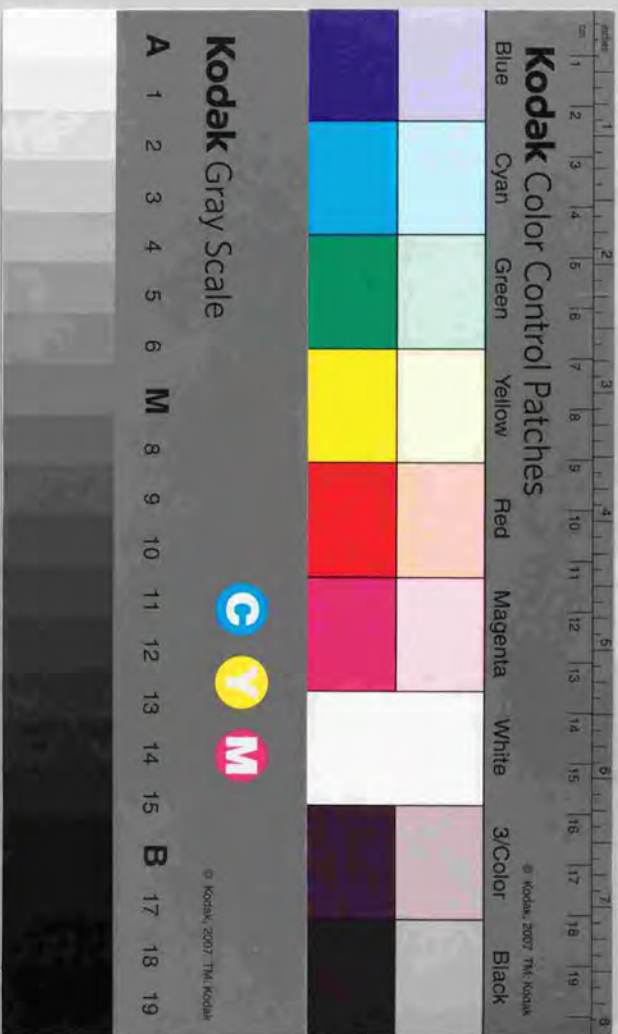 inches 1 2 3 4 5 6 7 8
cm 1 2 3 4 5 6 7 8 9 10 11 12 13 14 15 16 17 18 19
Kodak Color Control Patches
© Kodak, 2007 TM: Kodak
Blue Cyan Green Yellow Red Magenta White 3/Color Black
Kodak Gray Scale
C Y M
© Kodak, 2007 TM: Kodak
A 1 2 3 4 5 6 M 8 9 10 11 12 13 14 15 B 17 18 19